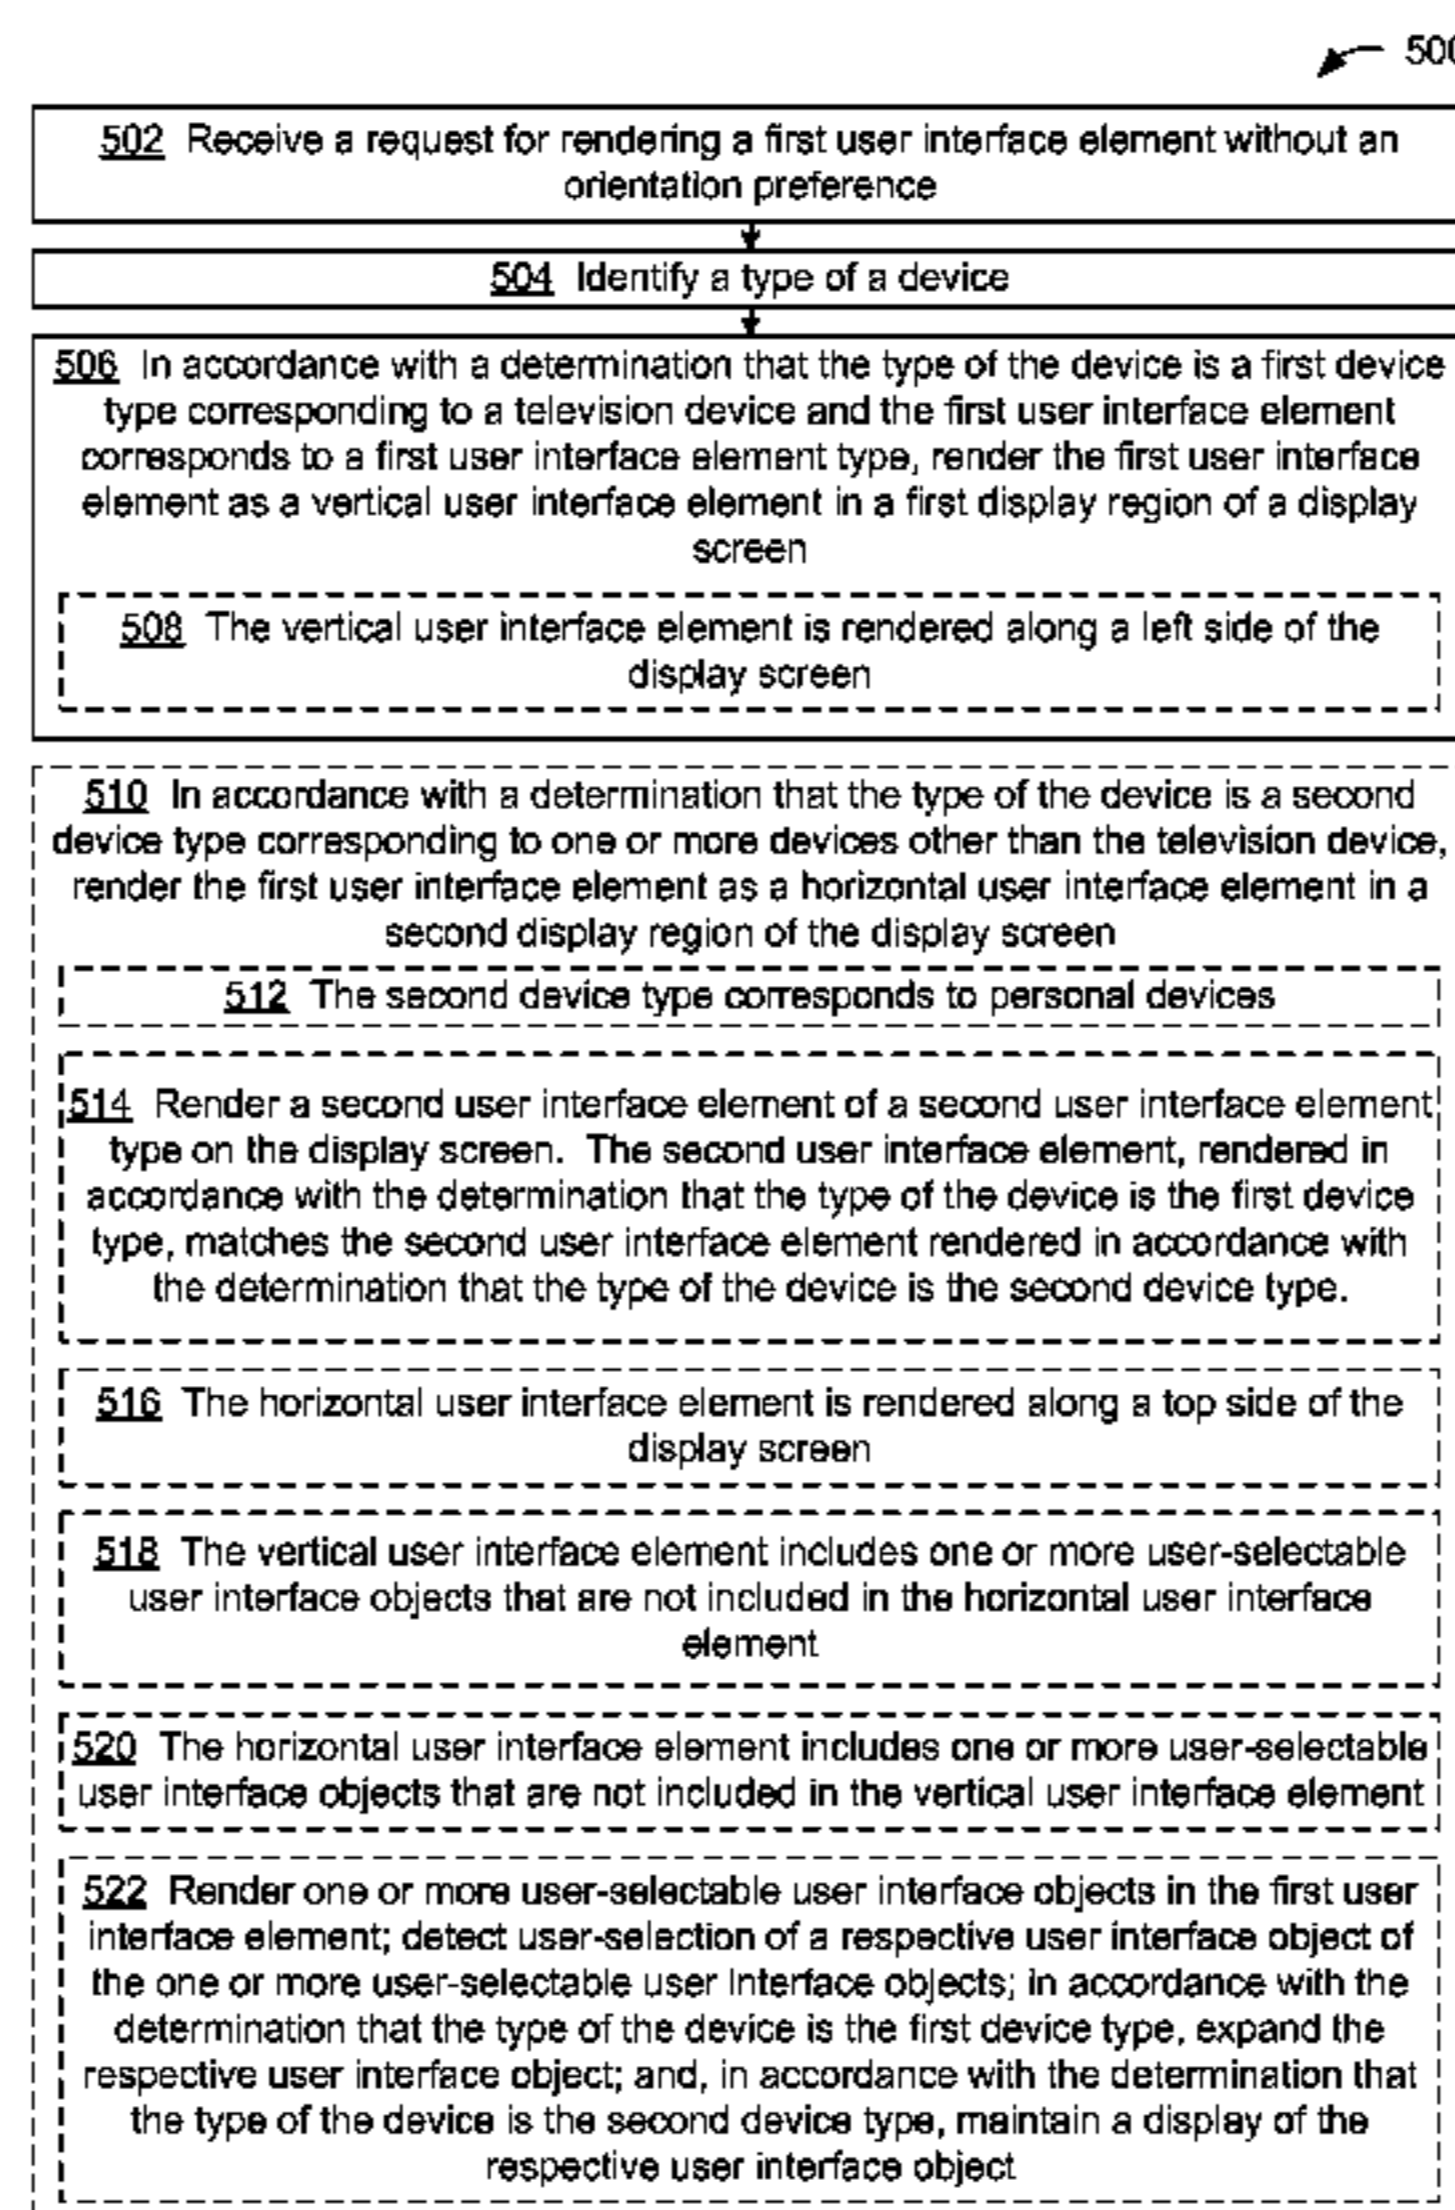 500
502 Receive a request for rendering a first user interface element without an
orientation preference
504 Identify a type of a device
506 In accordance with a determination that the type of the device is a first device
type corresponding to a television device and the first user interface element
corresponds to a first user interface element type, render the first user interface
element as a vertical user interface element in a first display region of a display
screen
508 The vertical user interface element is rendered along a left side of the
display screen
510 In accordance with a determination that the type of the device is a second
device type corresponding to one or more devices other than the television device,
render the first user interface element as a horizontal user interface element in a
second display region of the display screen
512 The second device type corresponds to personal devices
514 Render a second user interface element of a second user interface element
type on the display screen. The second user interface element, rendered in
accordance with the determination that the type of the device is the first device
type, matches the second user interface element rendered in accordance with
the determination that the type of the device is the second device type.
516 The horizontal user interface element is rendered along a top side of the
display screen
518 The vertical user interface element includes one or more user-selectable
user interface objects that are not included in the horizontal user interface
element
520 The horizontal user interface element includes one or more user-selectable
user interface objects that are not included in the vertical user interface element
522 Render one or more user-selectable user interface objects in the first user
interface element; detect user-selection of a respective user interface object of
the one or more user-selectable user Interface objects; in accordance with the
determination that the type of the device is the first device type, expand the
respective user interface object; and, in accordance with the determination that
the type of the device is the second device type, maintain a display of the
respective user interface object